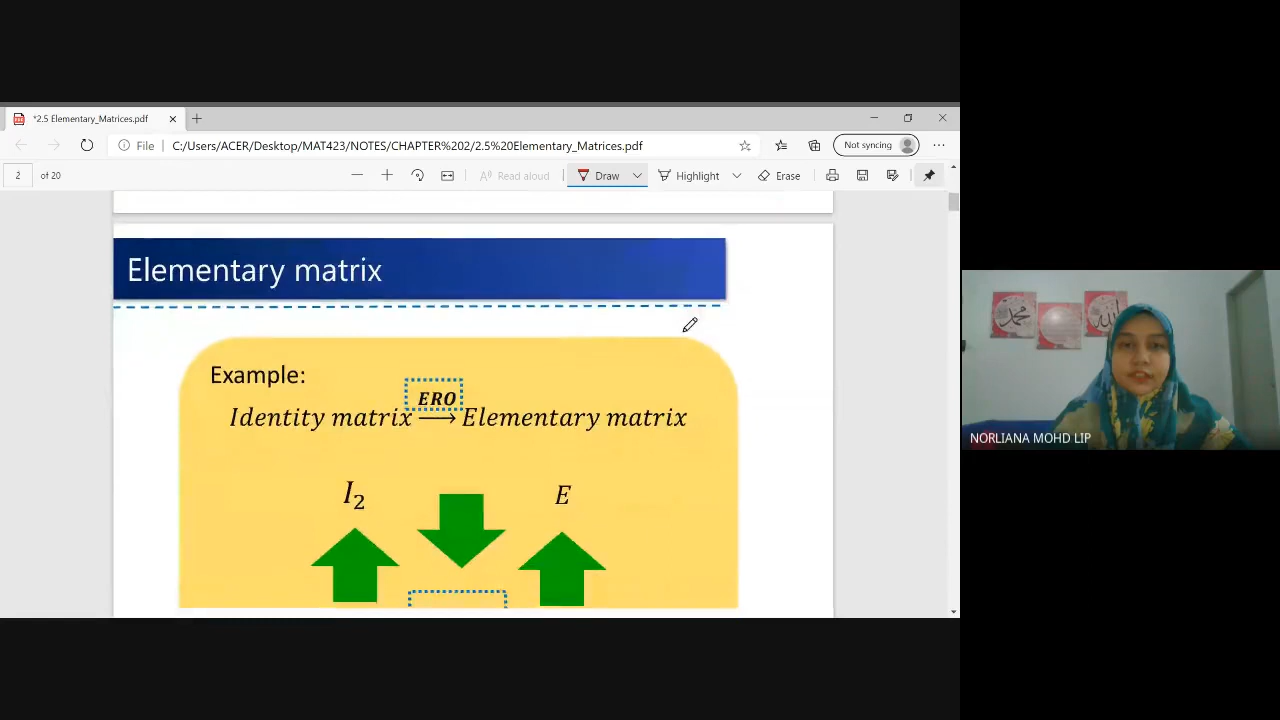 *2.5 Elementary_Matrices.pdf
File C:/Users/ACER/Desktop/MAT423/NOTES/CHAPTER%202/2.5%20Elementary_Matrices.pdf Not syncing
2 of 20 Read aloud Draw Highlight Erase
Elementary matrix
Example:
ERO
Identity matrix ⟶ Elementary matrix
I₂ E
NORLIANA MOHD LIP
محمد
الله